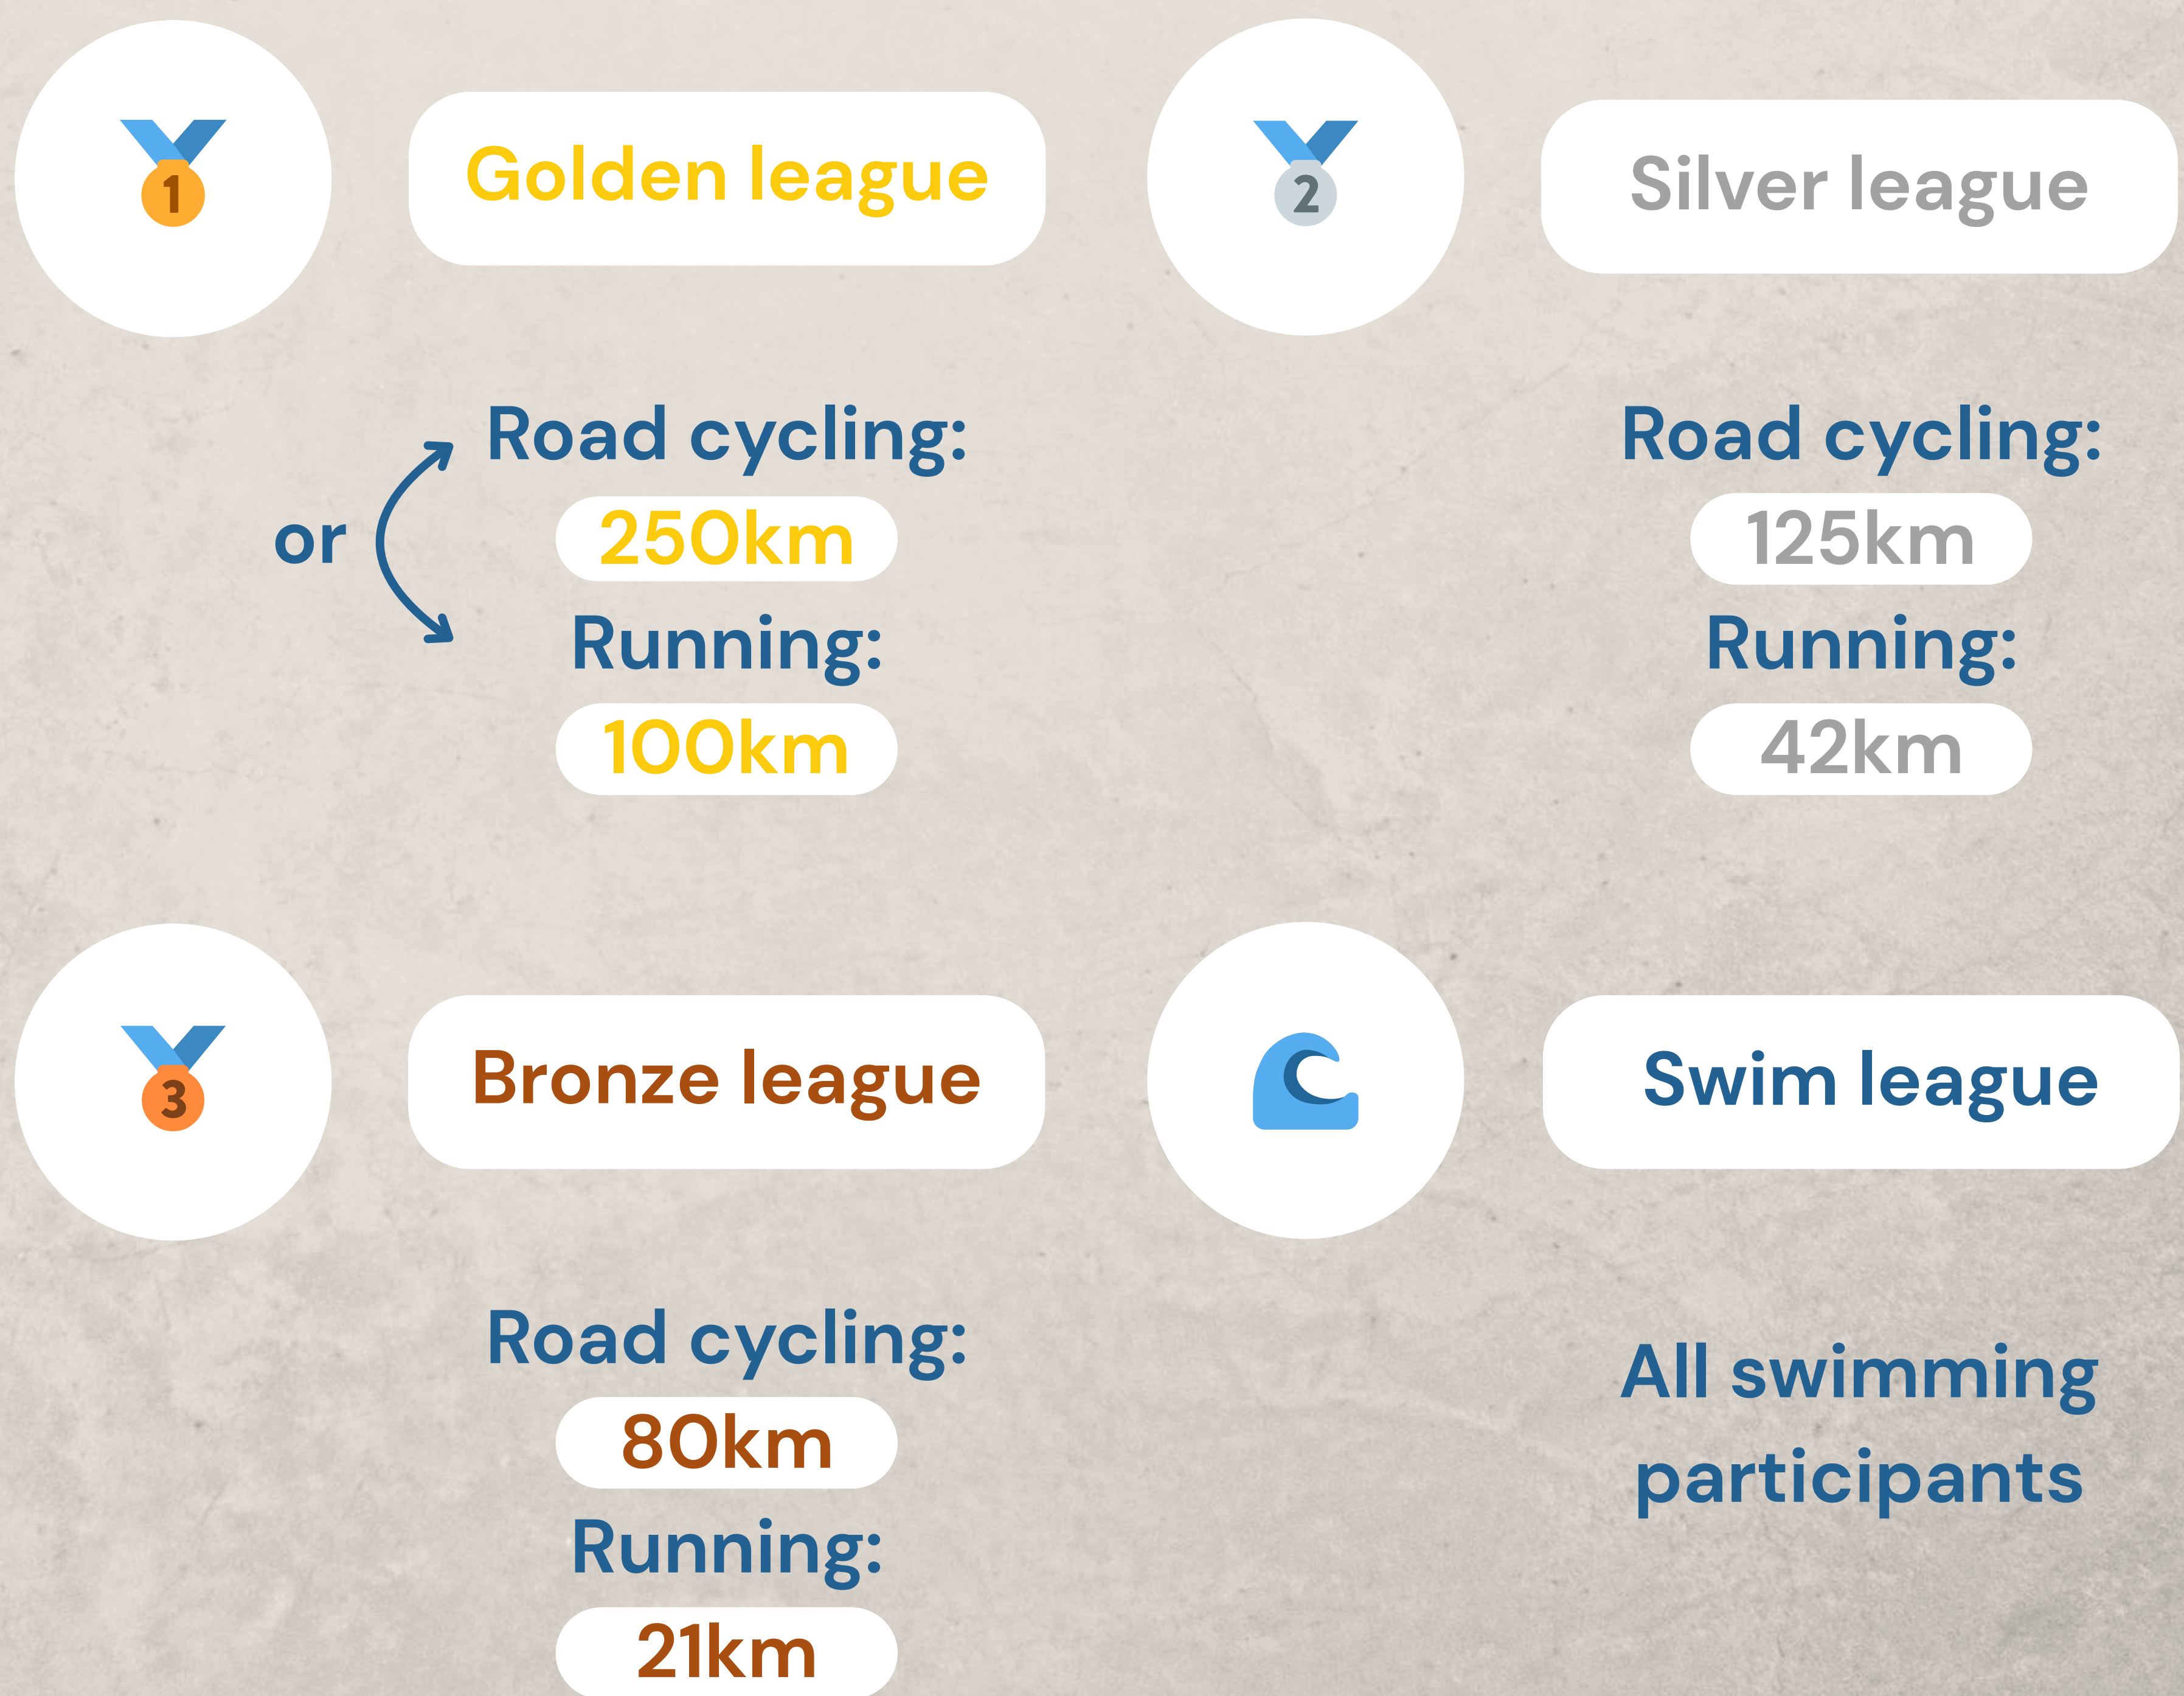 1
Golden league
or
Road cycling:
250km
Running:
100km
2
Silver league
Road cycling:
125km
Running:
42km
3
Bronze league
Road cycling:
80km
Running:
21km
Swim league
All swimming
participants